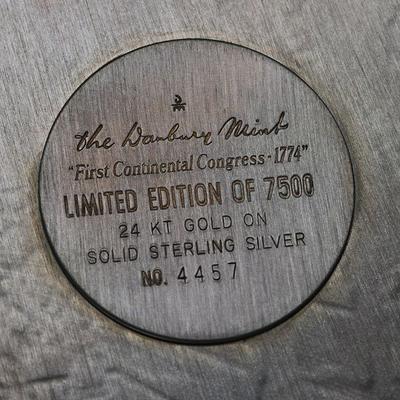 the Danbury Mint
"First Continental Congress·1774"
LIMITED EDITION OF 7500
24 KT GOLD ON
SOLID STERLING SILVER
NO. 4457